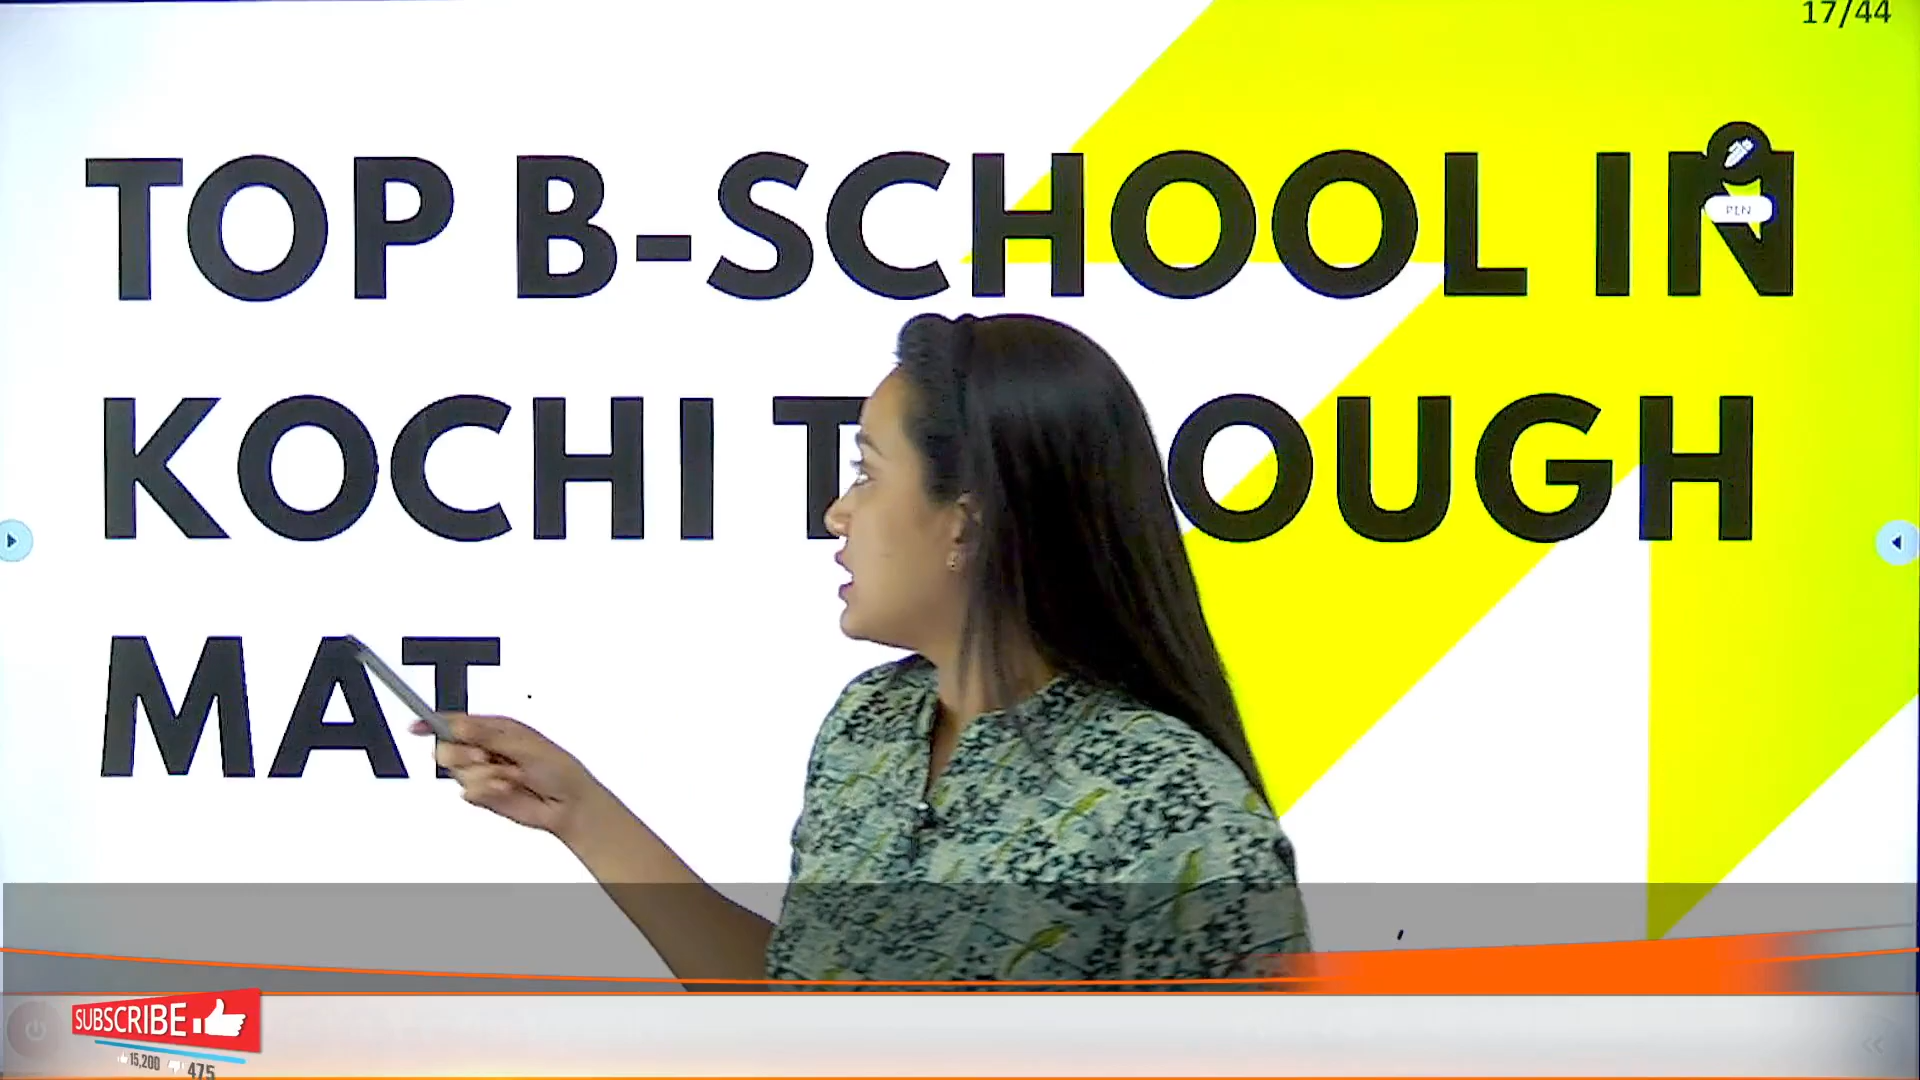 17/44
TOP B-SCHOOL IN
PEN
KOCHI T OUGH
MAT
SUBSCRIBE
15,200 475